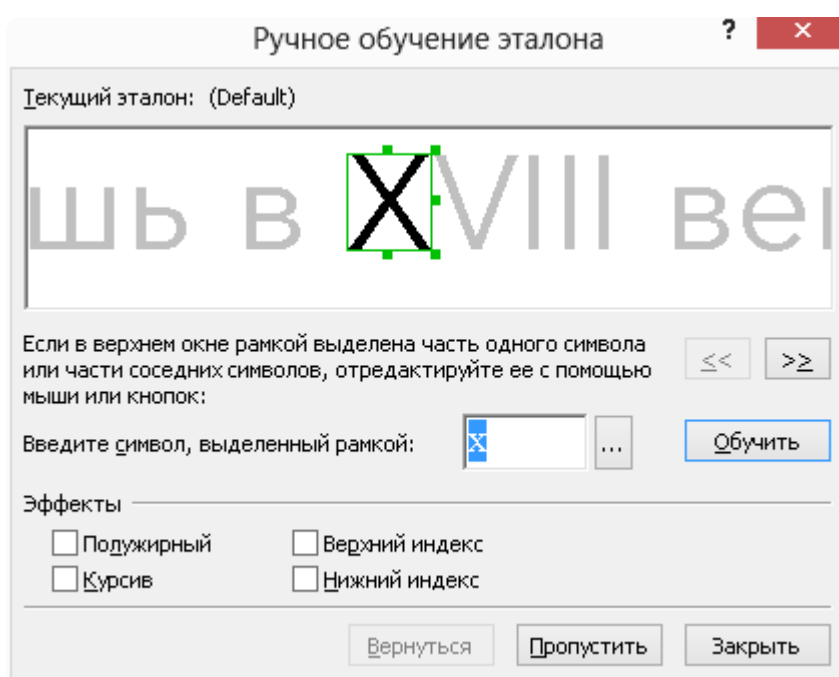 Ручное обучение эталона ? ×
Текущий эталон: (Default)
шь в XVIII ве
Если в верхнем окне рамкой выделена часть одного символа
или части соседних символов, отредактируйте ее с помощью
мыши или кнопок:
<< >>
Введите символ, выделенный рамкой: X ... Обучить
Эффекты
Полужирный Верхний индекс
Курсив Нижний индекс
Вернуться Пропустить Закрыть